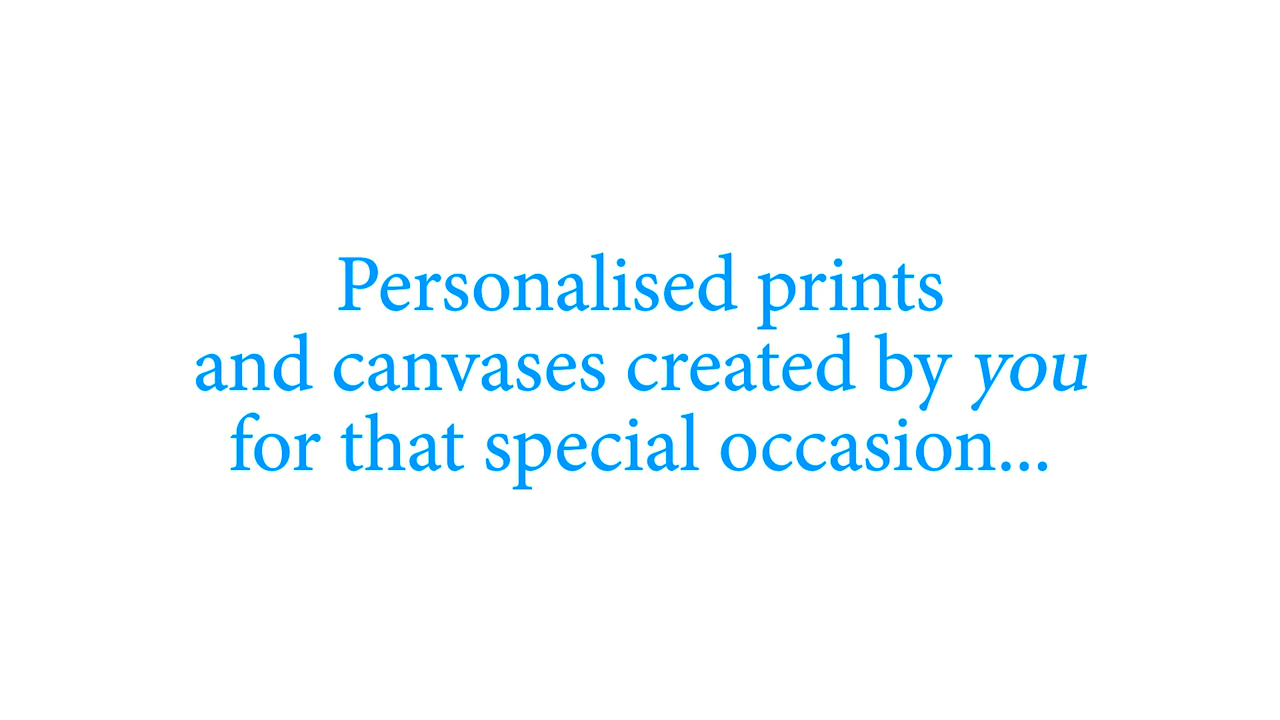 Personalised prints
and canvases created by you
for that special occasion...